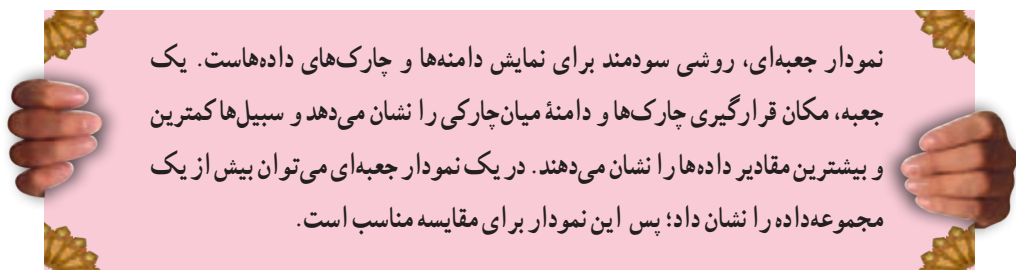 نمودار جعبه‌ای، روشی سودمند برای نمایش دامنه‌ها و چارک‌های داده‌هاست. یک
جعبه، مکان قرارگیری چارک‌ها و دامنهٔ میان‌چارکی را نشان می‌دهد و سبیل‌ها کمترین
و بیشترین مقادیر داده‌ها را نشان می‌دهند. در یک نمودار جعبه‌ای می‌توان بیش از یک
مجموعه‌داده را نشان داد؛ پس این نمودار برای مقایسه مناسب است.